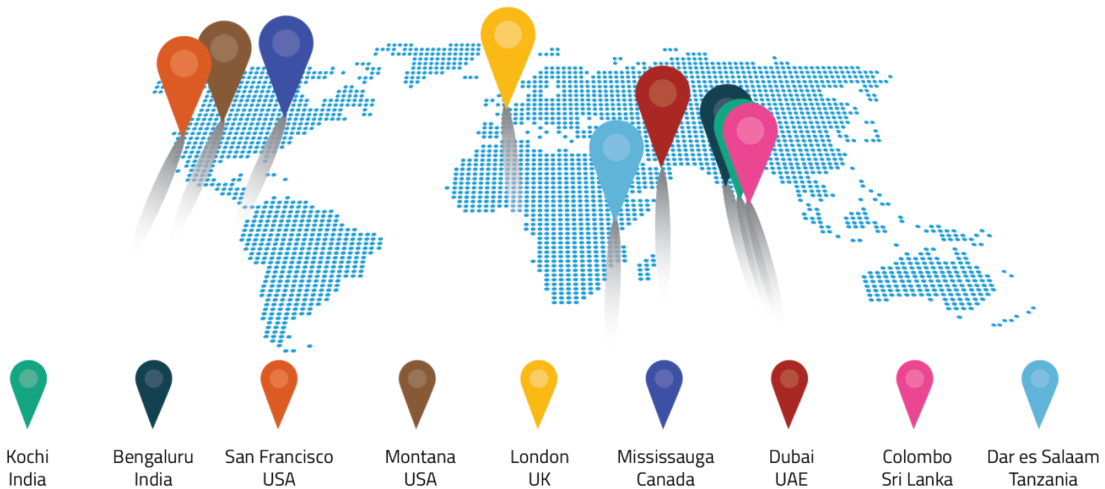 Kochi
India
Bengaluru
India
San Francisco
USA
Montana
USA
London
UK
Mississauga
Canada
Dubai
UAE
Colombo
Sri Lanka
Dar es Salaam
Tanzania